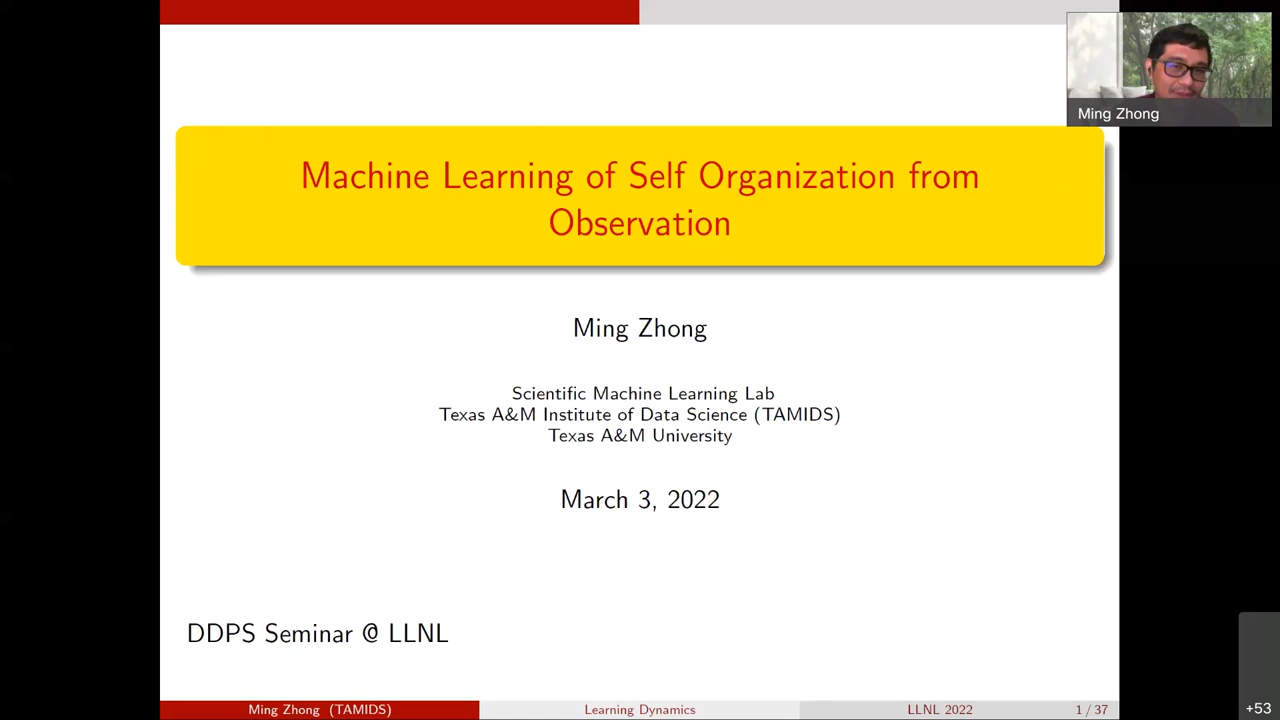 Ming Zhong
Machine Learning of Self Organization from
Observation
Ming Zhong
Scientific Machine Learning Lab
Texas A&M Institute of Data Science (TAMIDS)
Texas A&M University
March 3, 2022
DDPS Seminar @ LLNL
Ming Zhong (TAMIDS) Learning Dynamics LLNL 2022 1 / 37
+53